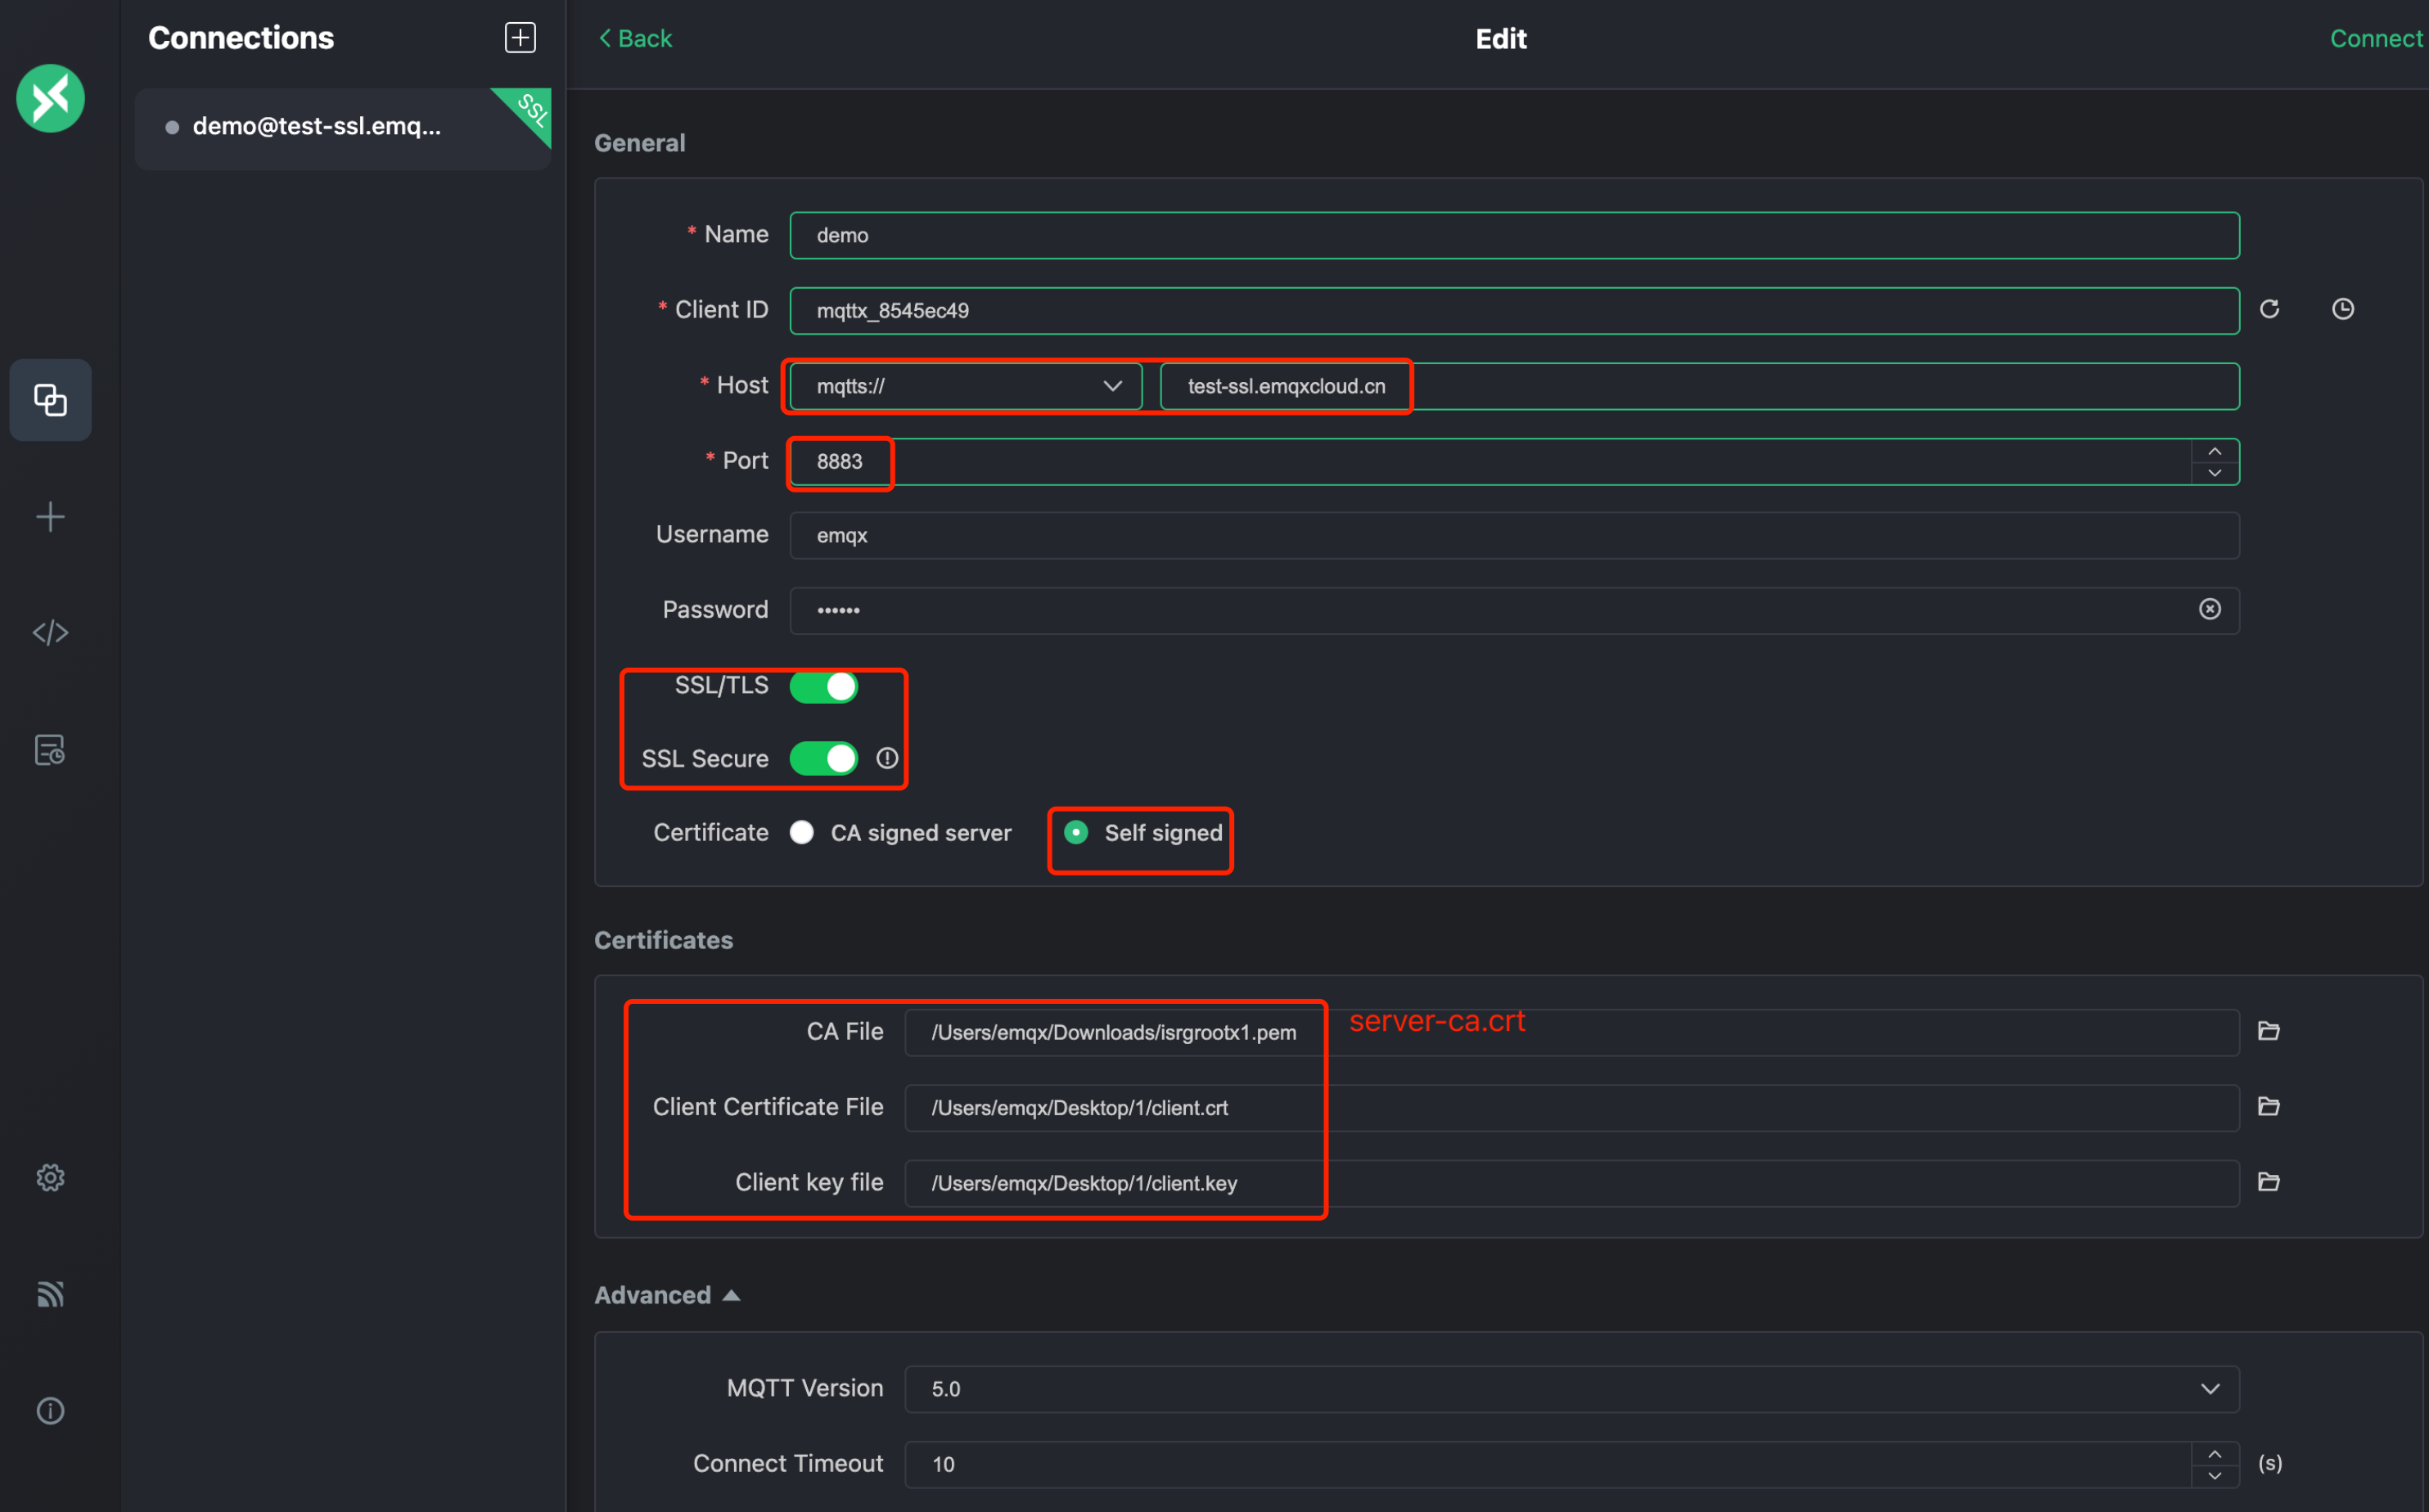 Connections
demo@test-ssl.emq...
SSL
Back
Edit
Connect
General
* Name demo
* Client ID mqttx_8545ec49
* Host mqtts:// test-ssl.emqxcloud.cn
* Port 8883
Username emqx
Password ••••••
SSL/TLS
SSL Secure
Certificate CA signed server Self signed
Certificates
CA File /Users/emqx/Downloads/isrgrootx1.pem server-ca.crt
Client Certificate File /Users/emqx/Desktop/1/client.crt
Client key file /Users/emqx/Desktop/1/client.key
Advanced
MQTT Version 5.0
Connect Timeout 10 (s)